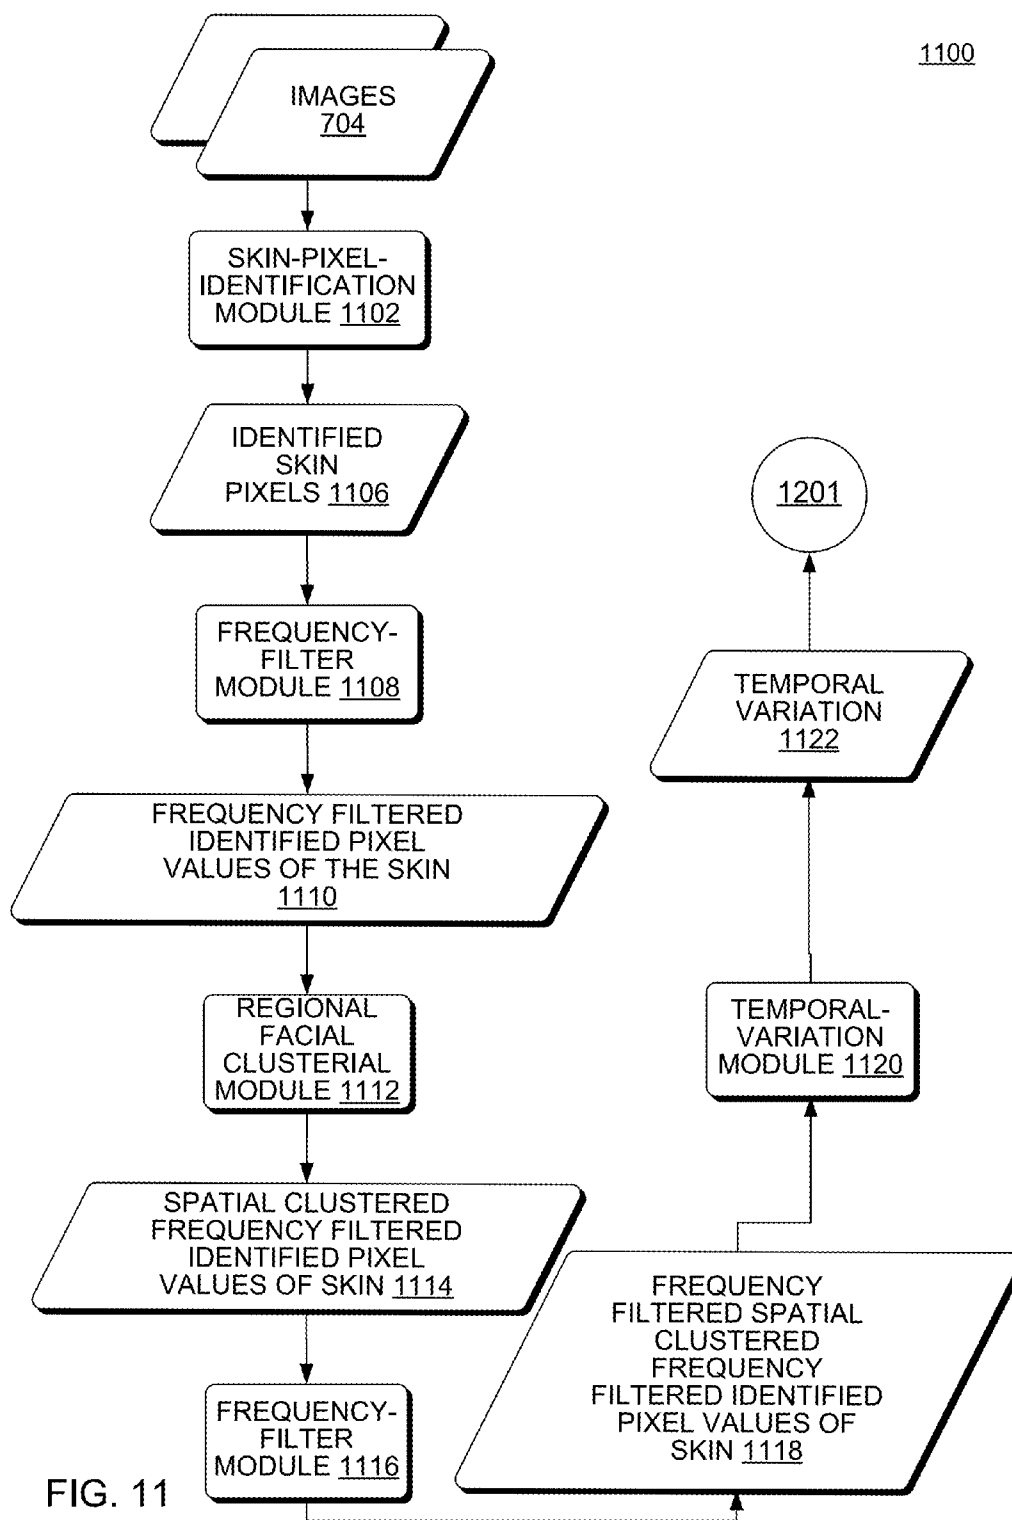 1100
IMAGES
704
SKIN-PIXEL-
IDENTIFICATION
MODULE 1102
IDENTIFIED
SKIN
PIXELS 1106
FREQUENCY-
FILTER
MODULE 1108
FREQUENCY FILTERED
IDENTIFIED PIXEL
VALUES OF THE SKIN
1110
REGIONAL
FACIAL
CLUSTERIAL
MODULE 1112
SPATIAL CLUSTERED
FREQUENCY FILTERED
IDENTIFIED PIXEL
VALUES OF SKIN 1114
FREQUENCY-
FILTER
MODULE 1116
FREQUENCY
FILTERED SPATIAL
CLUSTERED
FREQUENCY
FILTERED IDENTIFIED
PIXEL VALUES OF
SKIN 1118
TEMPORAL-
VARIATION
MODULE 1120
TEMPORAL
VARIATION
1122
1201
FIG. 11